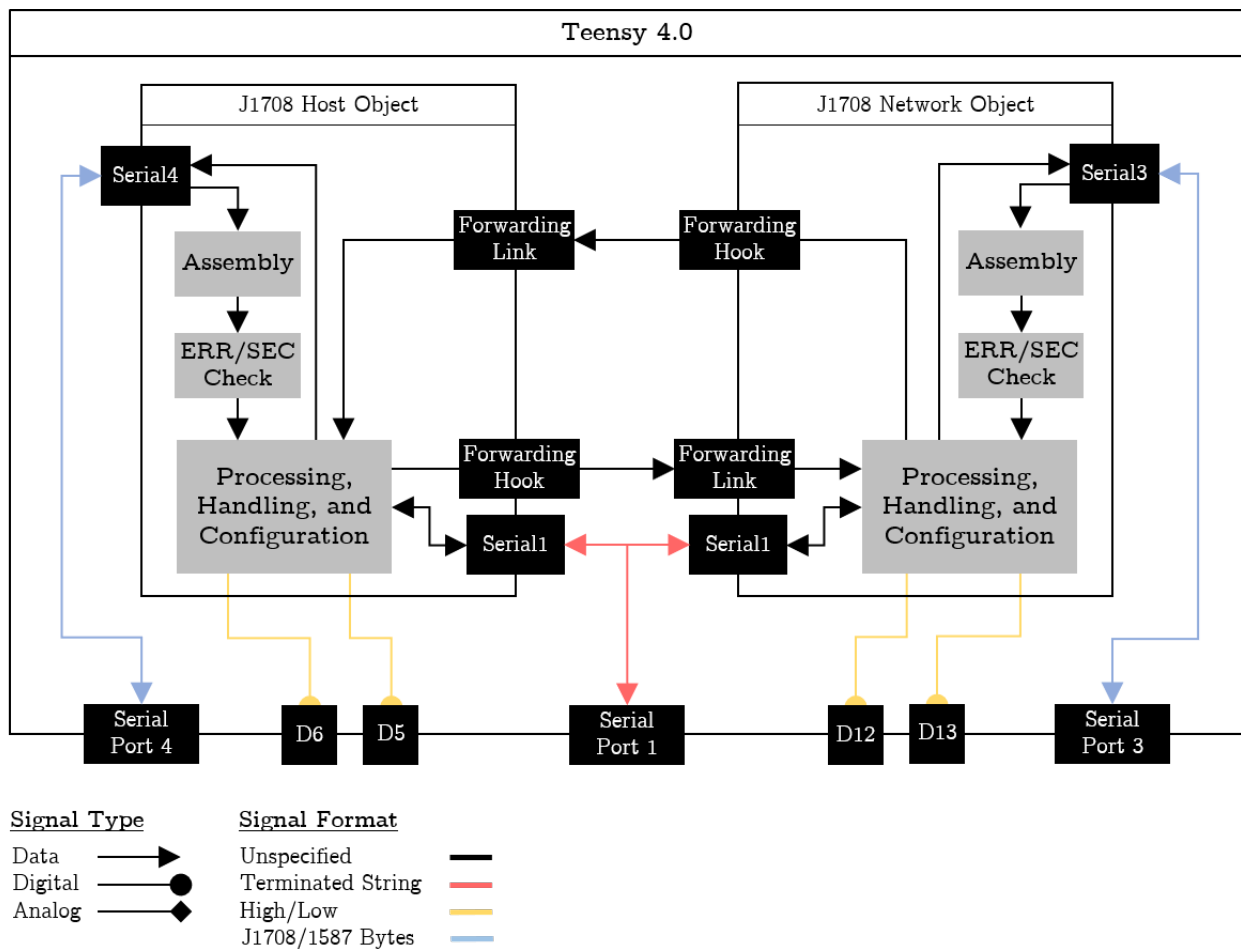 Teensy 4.0
J1708 Host Object
J1708 Network Object
Serial4
Serial3
Forwarding
Link
Forwarding
Hook
Assembly
Assembly
ERR/SEC
Check
ERR/SEC
Check
Processing,
Handling, and
Configuration
Forwarding
Hook
Forwarding
Link
Processing,
Handling, and
Configuration
Serial1
Serial1
Serial
Port 4
D6
D5
Serial
Port 1
D12
D13
Serial
Port 3
Signal Type
Data
Digital
Analog
Signal Format
Unspecified
Terminated String
High/Low
J1708/1587 Bytes